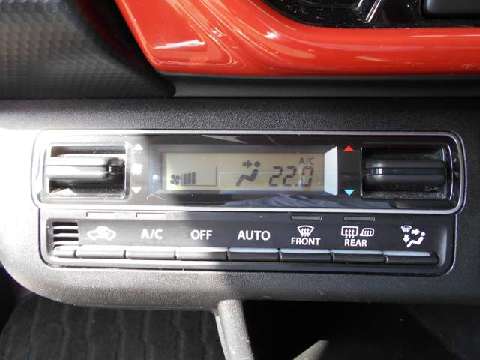 A/C
22.0
A/C OFF AUTO FRONT REAR